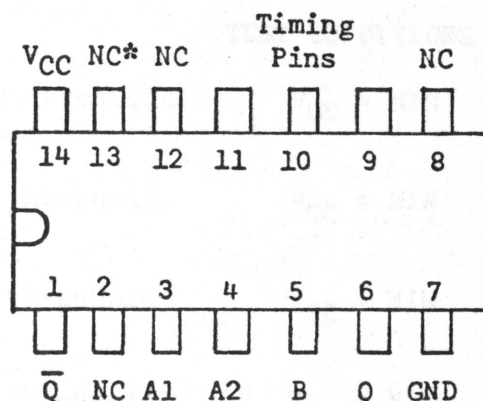 Timing
V_CC NC* NC Pins NC
14 13 12 11 10 9 8
1 2 3 4 5 6 7
Q̅ NC A1 A2 B Q GND